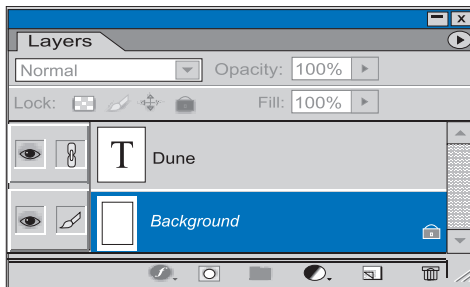 Layers
Normal Opacity: 100%
Lock: Fill: 100%
T Dune
Background